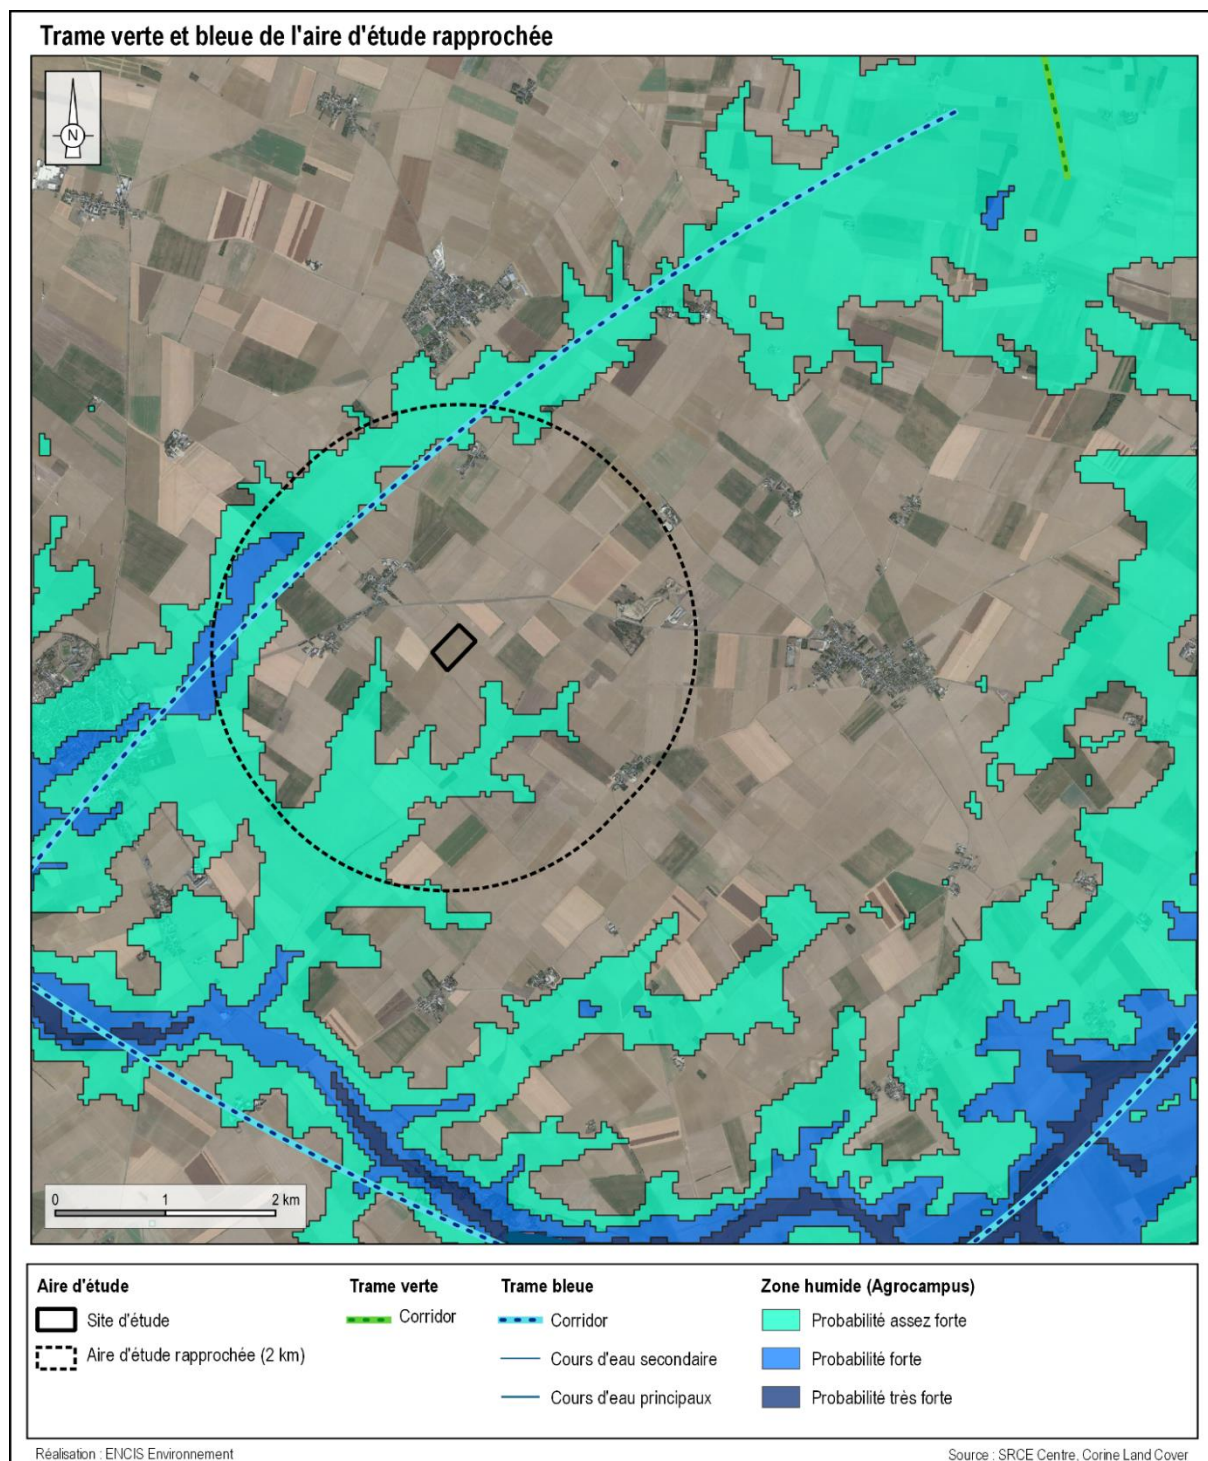 Trame verte et bleue de l'aire d'étude rapprochée
N
0 1 2 km
Aire d'étude
Site d'étude
Aire d'étude rapprochée (2 km)
Trame verte
Corridor
Trame bleue
Corridor
Cours d'eau secondaire
Cours d'eau principaux
Zone humide (Agrocampus)
Probabilité assez forte
Probabilité forte
Probabilité très forte
Réalisation : ENCIS Environnement
Source : SRCE Centre, Corine Land Cover